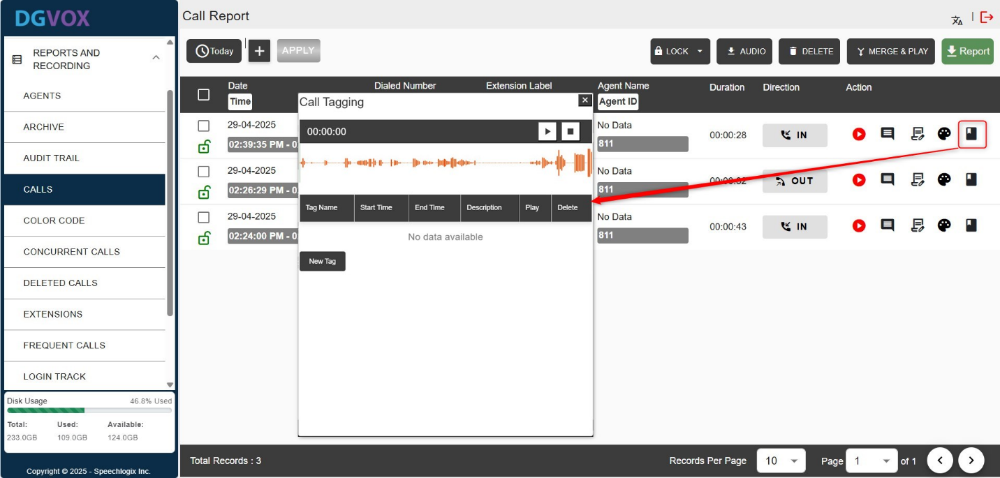 DGVOX
REPORTS AND
RECORDING
AGENTS
ARCHIVE
AUDIT TRAIL
CALLS
COLOR CODE
CONCURRENT CALLS
DELETED CALLS
EXTENSIONS
FREQUENT CALLS
LOGIN TRACK
Disk Usage 46.8% Used
Total: Used: Available:
233.0GB 109.0GB 124.0GB
Copyright © 2025 - Speechlogix Inc.
Call Report
Today + APPLY LOCK AUDIO DELETE MERGE & PLAY Report
Date Dialed Number Extension Label Agent Name Duration Direction Action
Time Agent ID
29-04-2025 No Data
02:39:35 PM - 0 811 00:00:28 IN
29-04-2025 No Data
02:26:29 PM - 0 811 00:00:02 OUT
29-04-2025 No Data
02:24:00 PM - 0 811 00:00:43 IN
Call Tagging
00:00:00
Tag Name Start Time End Time Description Play Delete
No data available
New Tag
Total Records : 3 Records Per Page 10 Page 1 of 1